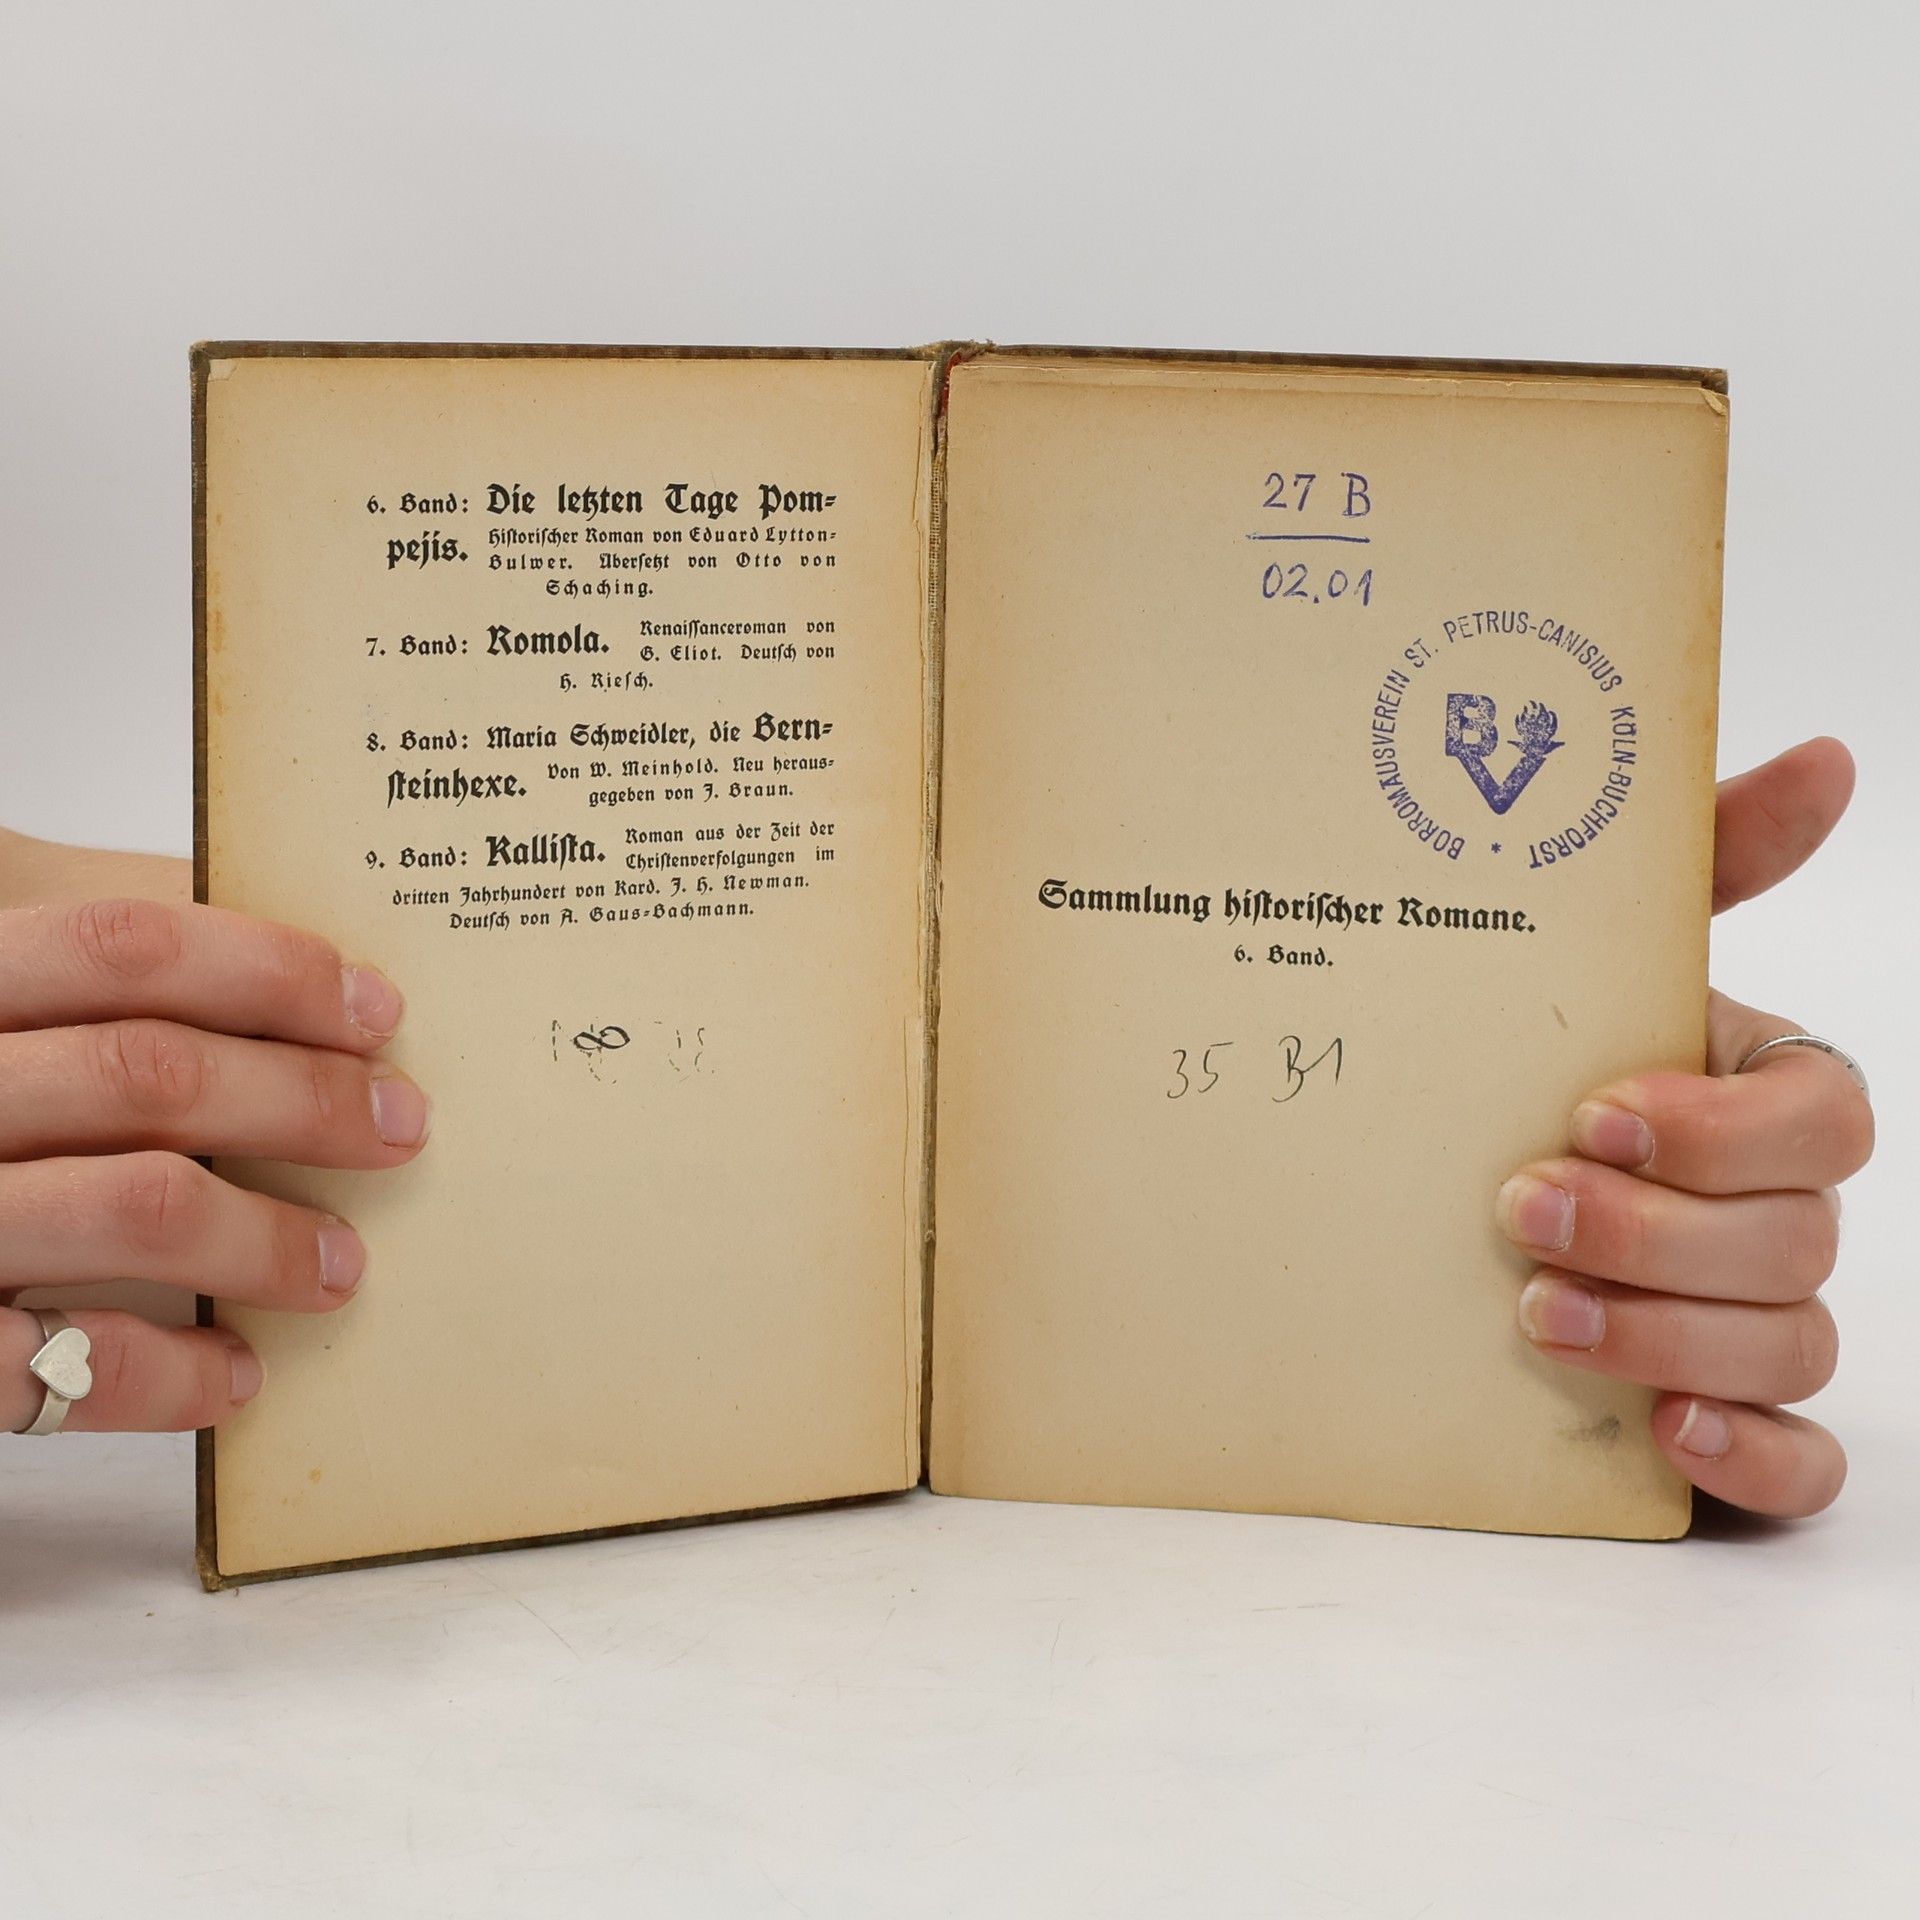 6. Band: Die letzten Tage Pom-
pejis. Historischer Roman von Eduard Lytton-
Bulwer. Übersetzt von Otto von
Schaching.
7. Band: Romola. Renaissanceroman von
G. Eliot. Deutsch von
H. Riesch.
8. Band: Maria Schweidler, die Bern-
steinhexe. Von W. Meinhold. Neu heraus-
gegeben von J. Braun.
9. Band: Kallista. Roman aus der Zeit der
Christenverfolgungen im
dritten Jahrhundert von Kard. J. H. Newman.
Deutsch von A. Gaus-Bachmann.
27 B
02.01
BORROMÄUSVEREIN ST. PETRUS-CANISIUS KÖLN-BUCHFORST *
BV
Sammlung historischer Romane.
6. Band.
35 B1